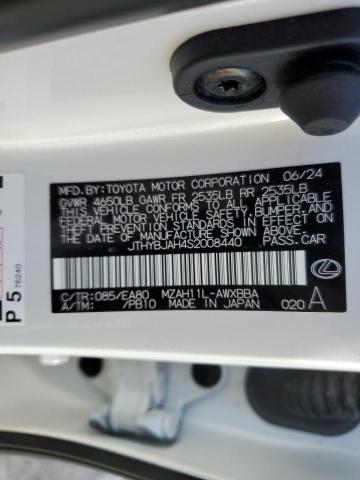 MFD.BY:TOYOTA MOTOR CORPORATION 06/24
GVWR 4650LB GAWR FR 2535LB RR 2535LB
THIS VEHICLE CONFORMS TO ALL APPLICABLE
FEDERAL MOTOR VEHICLE SAFETY,BUMPER,AND
THEFT PREVENTION STANDARDS IN EFFECT ON
THE DATE OF MANUFACTURE SHOWN ABOVE.
JTHYBJAH4S2008440 PASS. CAR
C/TR:085/EA80 MZAH11L-AWXBBA
A/TM: /PB10 MADE IN JAPAN 020 A
P 5
76240